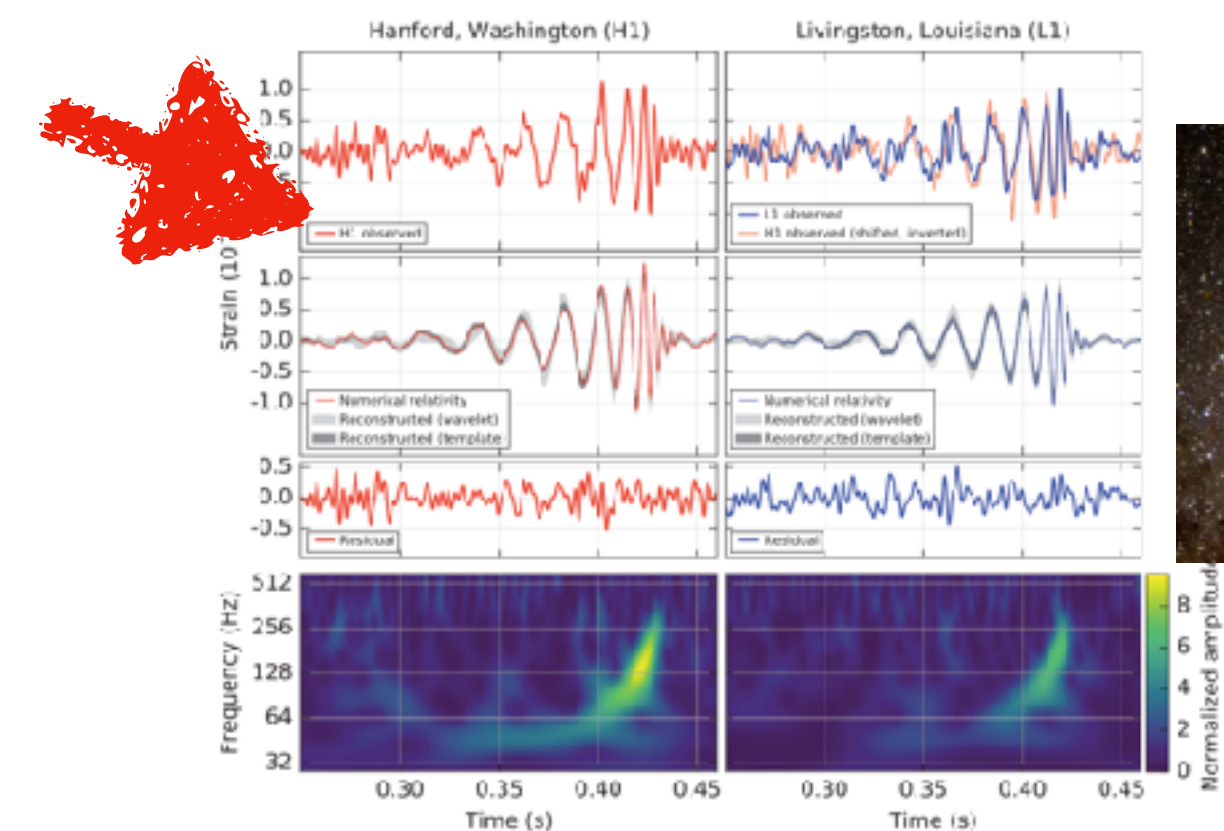 Hanford, Washington (H1)
Livingston, Louisiana (L1)
1.0
0.5
H1 observed
L1 observed
H1 observed (shifted, inverted)
Strain (10
1.0
0.5
0.0
-0.5
-1.0
Numerical relativity
Reconstructed (wavelet)
Reconstructed (template
Numerical relativity
Reconstructed (wavelet)
Reconstructed (template)
0.5
0.0
-0.5
Residual
Residual
Frequency (Hz)
512
256
128
64
32
8
6
4
2
0
Normalized amplitude
0.30
0.35
0.40
0.45
0.30
0.35
0.40
0.45
Time (s)
Time (s)